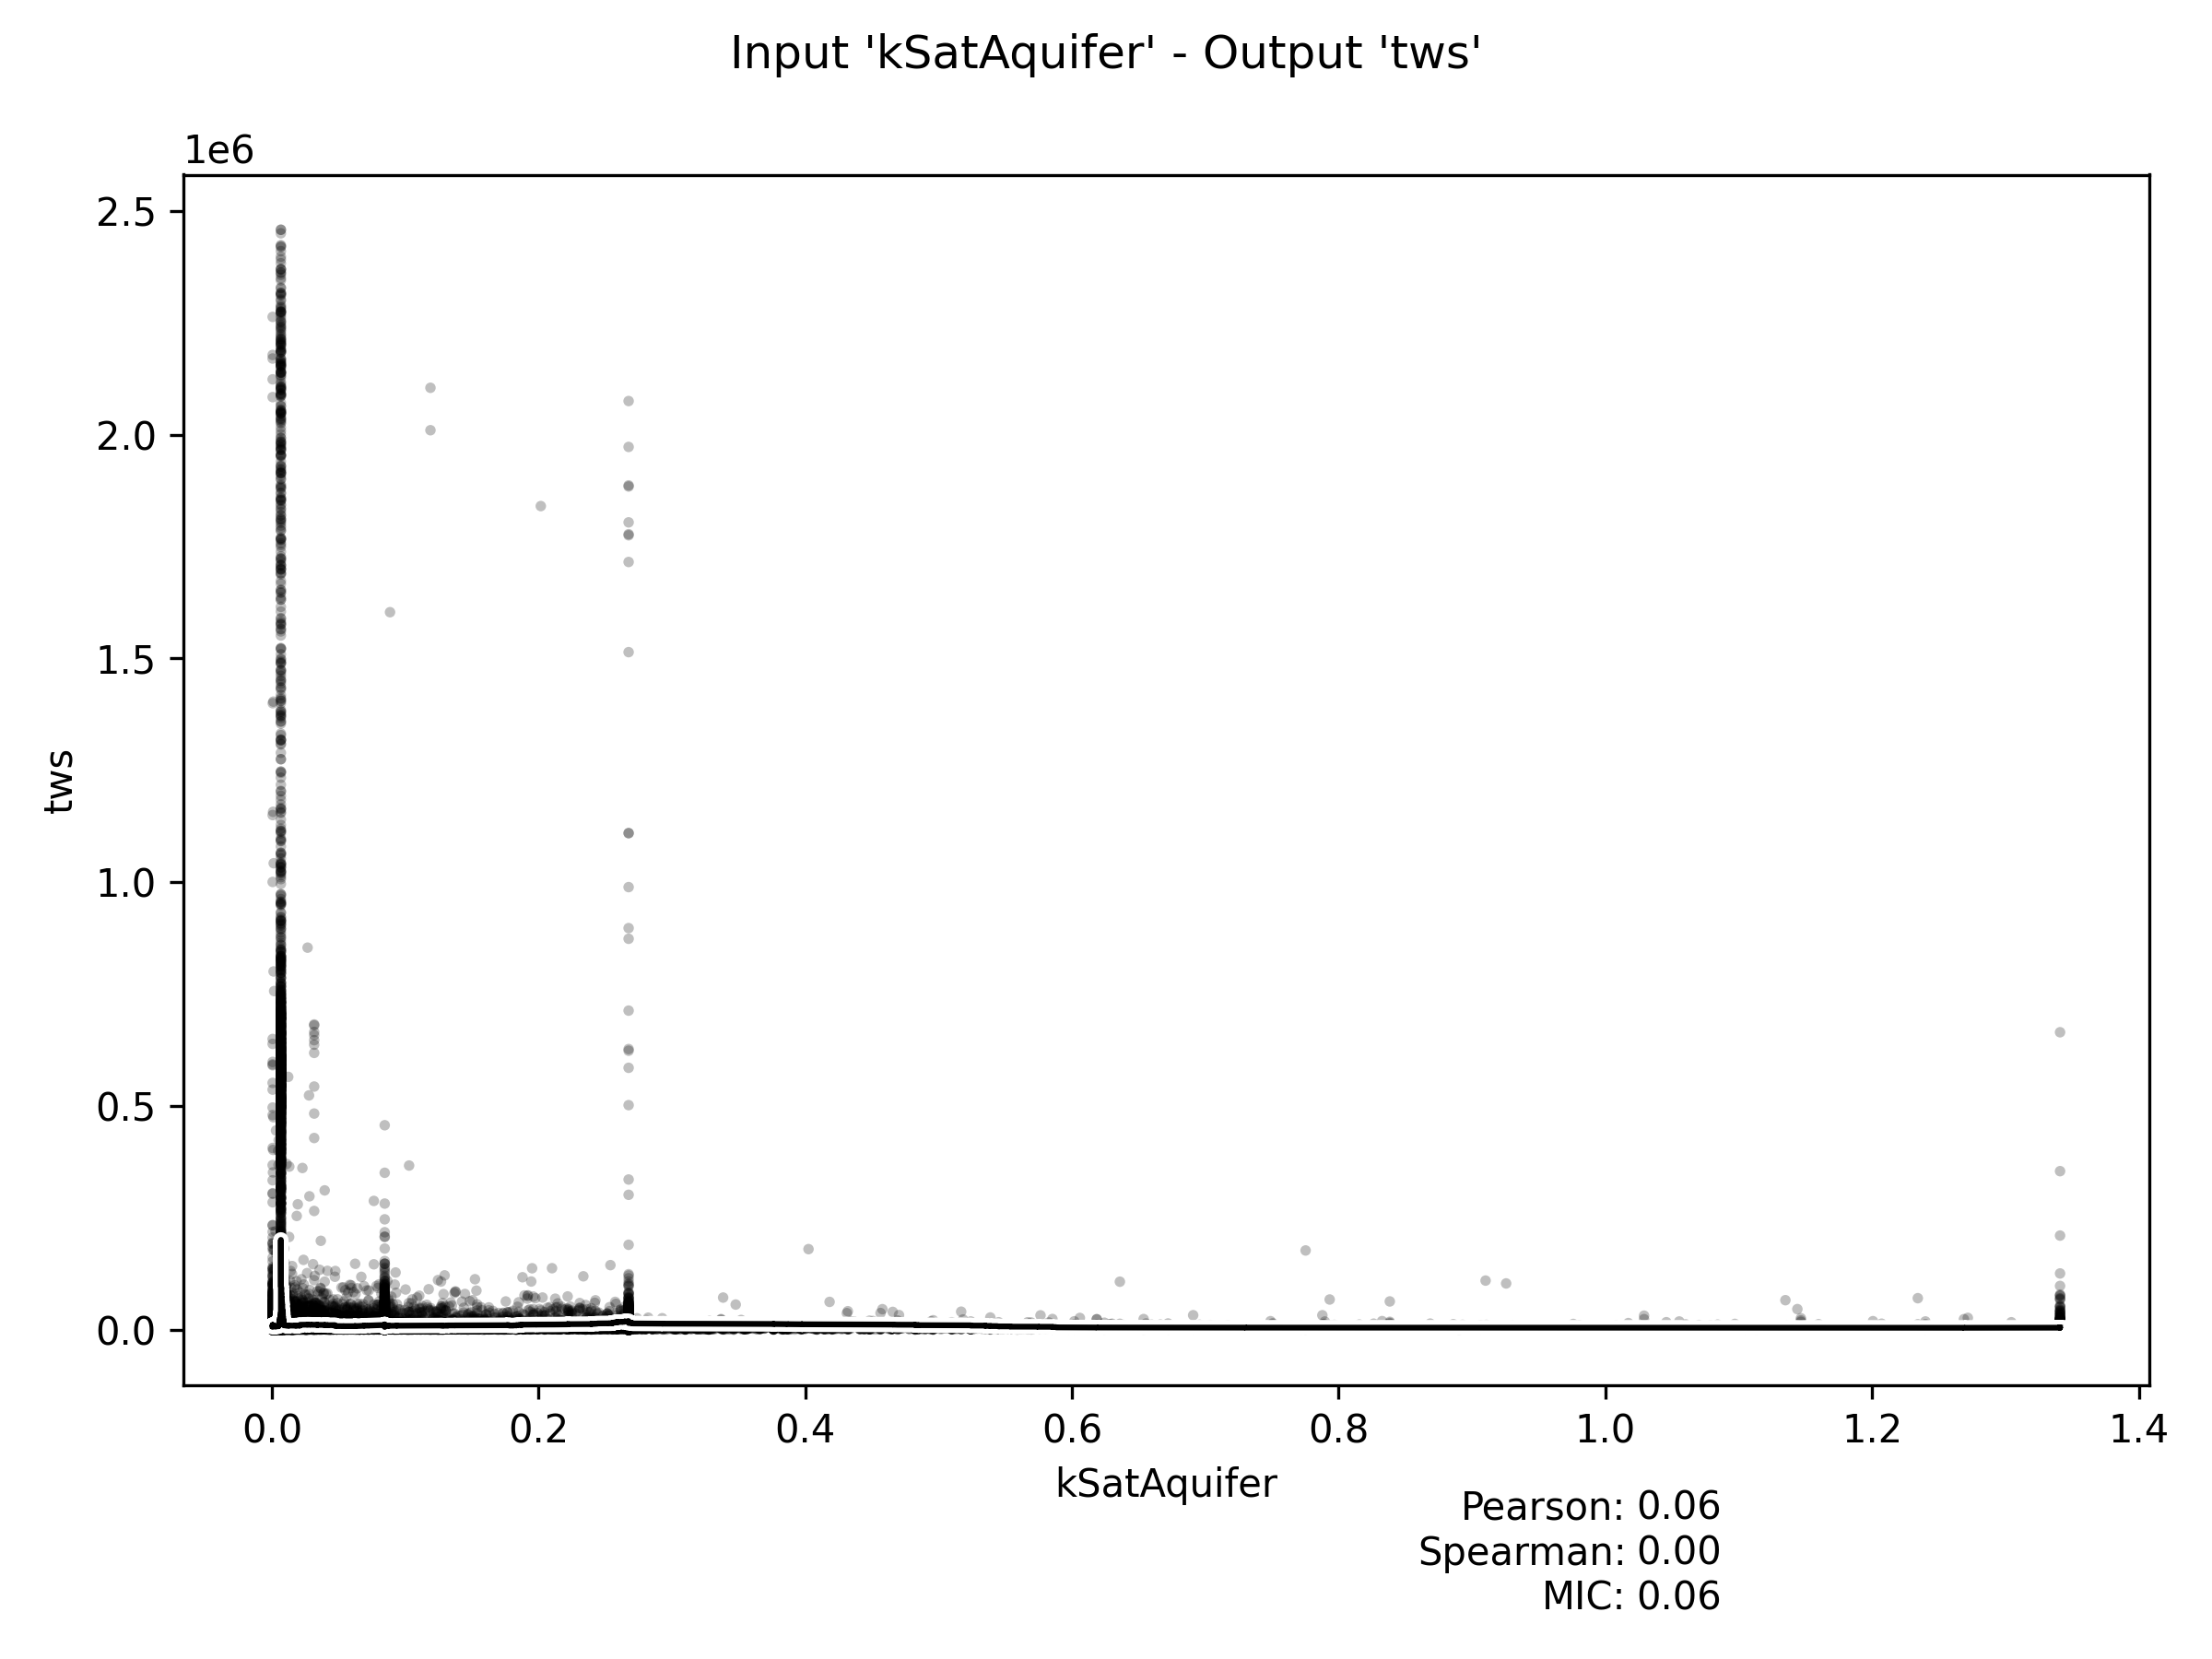 Input 'kSatAquifer' - Output 'tws'
1e6
2.5
2.0
1.5
1.0
0.5
0.0
tws
0.0 0.2 0.4 0.6 0.8 1.0 1.2 1.4
kSatAquifer
Pearson: 0.06
Spearman: 0.00
MIC: 0.06